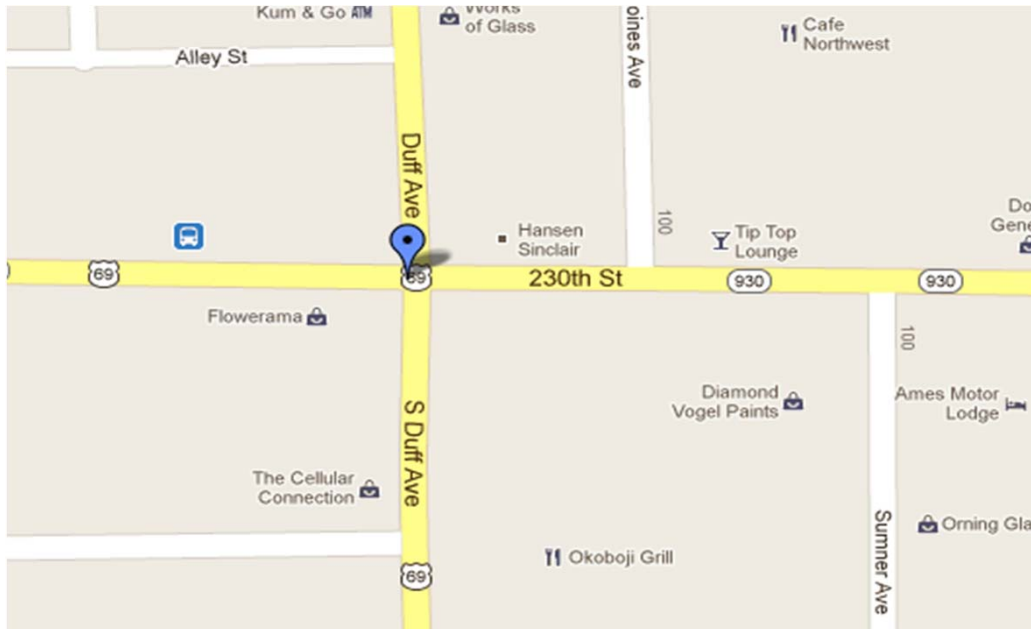 Kum & Go ATM
Works
of Glass
oines Ave
Cafe
Northwest
Alley St
Duff Ave
100
Hansen
Sinclair
Tip Top
Lounge
Do
Gene
69
69
230th St
930
930
Flowerama
100
Diamond
Vogel Paints
Ames Motor
Lodge
S Duff Ave
The Cellular
Connection
Sumner Ave
Orning Gla
Okoboji Grill
69